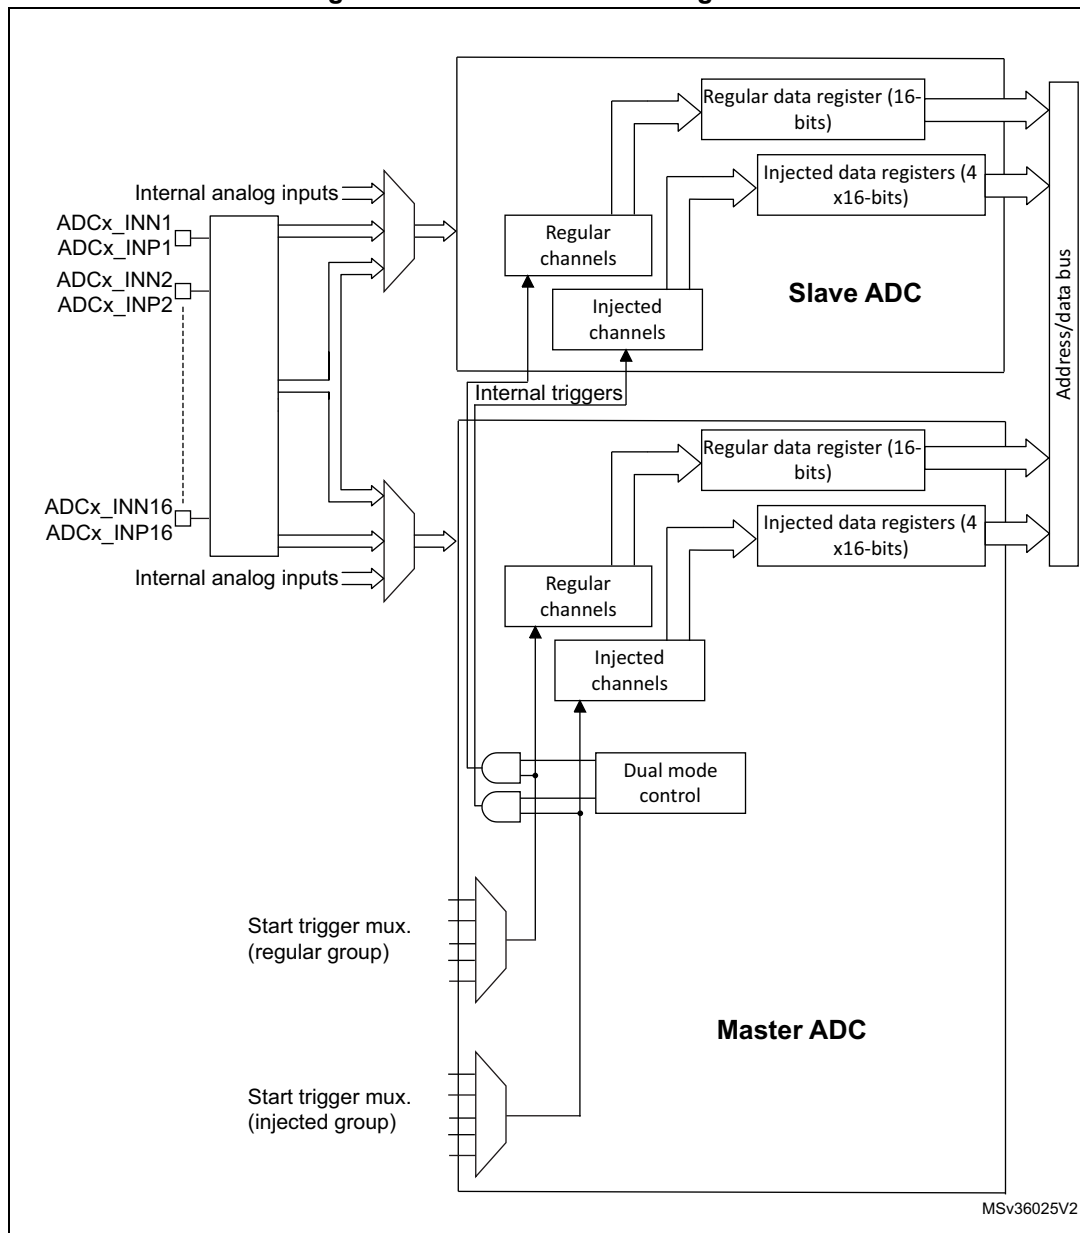 Regular data register (16-
bits)
Internal analog inputs
Injected data registers (4
x16-bits)
ADCx_INN1
ADCx_INP1
Regular
channels
ADCx_INN2
ADCx_INP2
Slave ADC
Injected
channels
Address/data bus
Internal triggers
Regular data register (16-
bits)
ADCx_INN16
ADCx_INP16
Injected data registers (4
x16-bits)
Internal analog inputs
Regular
channels
Injected
channels
Dual mode
control
Start trigger mux.
(regular group)
Master ADC
Start trigger mux.
(injected group)
MSv36025V2